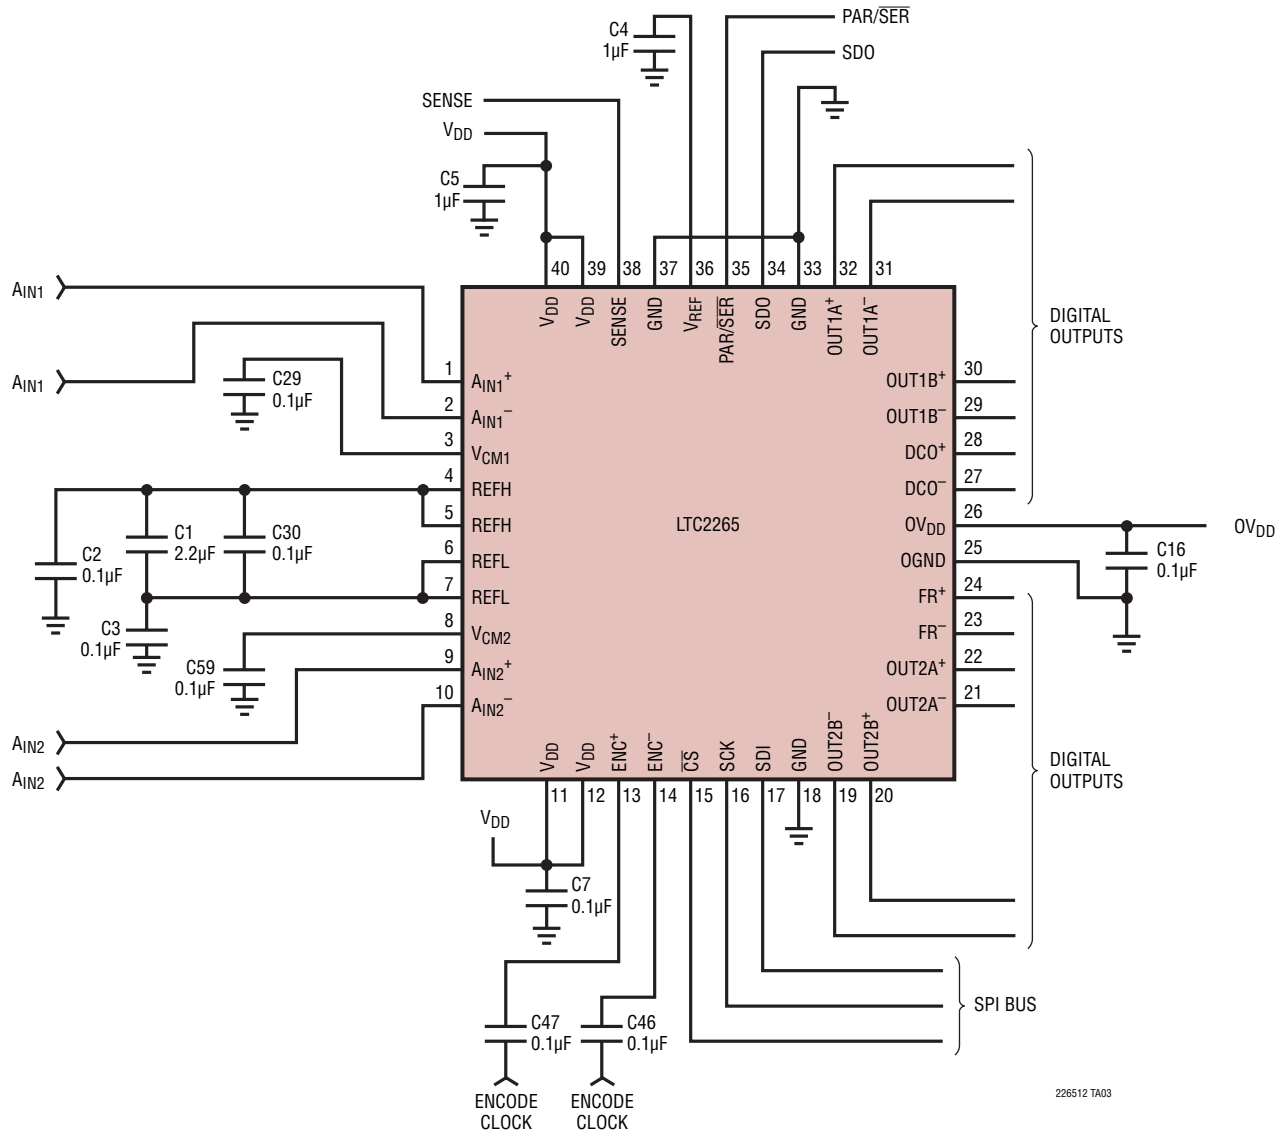 C4
1µF
PAR/SER
SDO
SENSE
VDD
C5
1µF
40 39 38 37 36 35 34 33 32 31
VDD VDD SENSE GND VREF PAR/SER SDO GND OUT1A+ OUT1A–
AIN1
AIN1
C29
0.1µF
1 AIN1+
2 AIN1–
3 VCM1
4 REFH
5 REFH
6 REFL
7 REFL
8 VCM2
9 AIN2+
10 AIN2–
C2
0.1µF
C1
2.2µF
C30
0.1µF
C3
0.1µF
C59
0.1µF
AIN2
AIN2
LTC2265
DIGITAL
OUTPUTS
OUT1B+ 30
OUT1B– 29
DCO+ 28
DCO– 27
OVDD 26
OGND 25
FR+ 24
FR– 23
OUT2A+ 22
OUT2A– 21
OVDD
C16
0.1µF
DIGITAL
OUTPUTS
VDD VDD ENC+ ENC– CS SCK SDI GND OUT2B– OUT2B+
11 12 13 14 15 16 17 18 19 20
VDD
C7
0.1µF
C47
0.1µF
C46
0.1µF
SPI BUS
ENCODE
CLOCK
ENCODE
CLOCK
226512 TA03